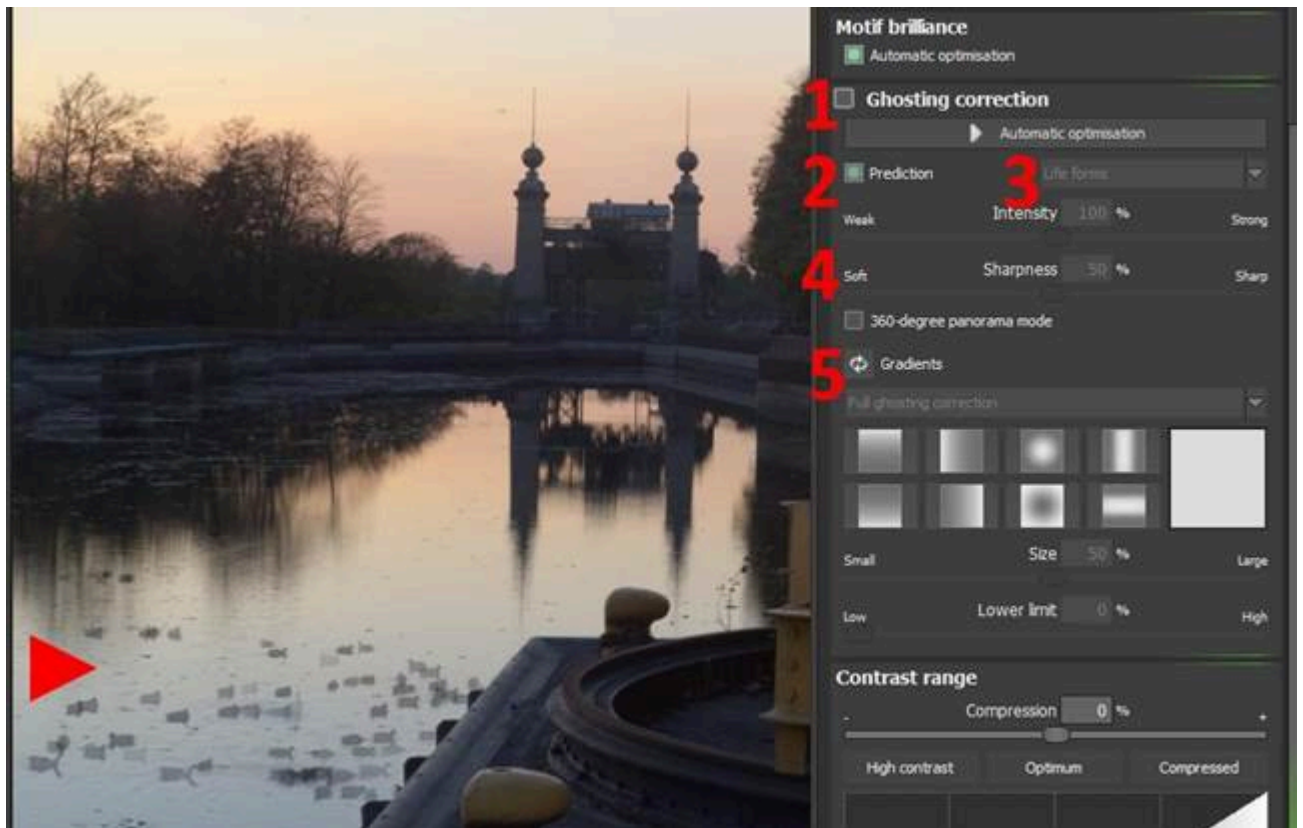 Motif brilliance
Automatic optimisation
1 Ghosting correction
Automatic optimisation
2 Prediction 3 Life forms
Weak Intensity 100 % Strong
4 Soft Sharpness 50 % Sharp
360-degree panorama mode
5 Gradients
Full ghosting correction
Small Size 50 % Large
Low Lower limit 0 % High
Contrast range
- Compression 0 % +
High contrast Optimum Compressed